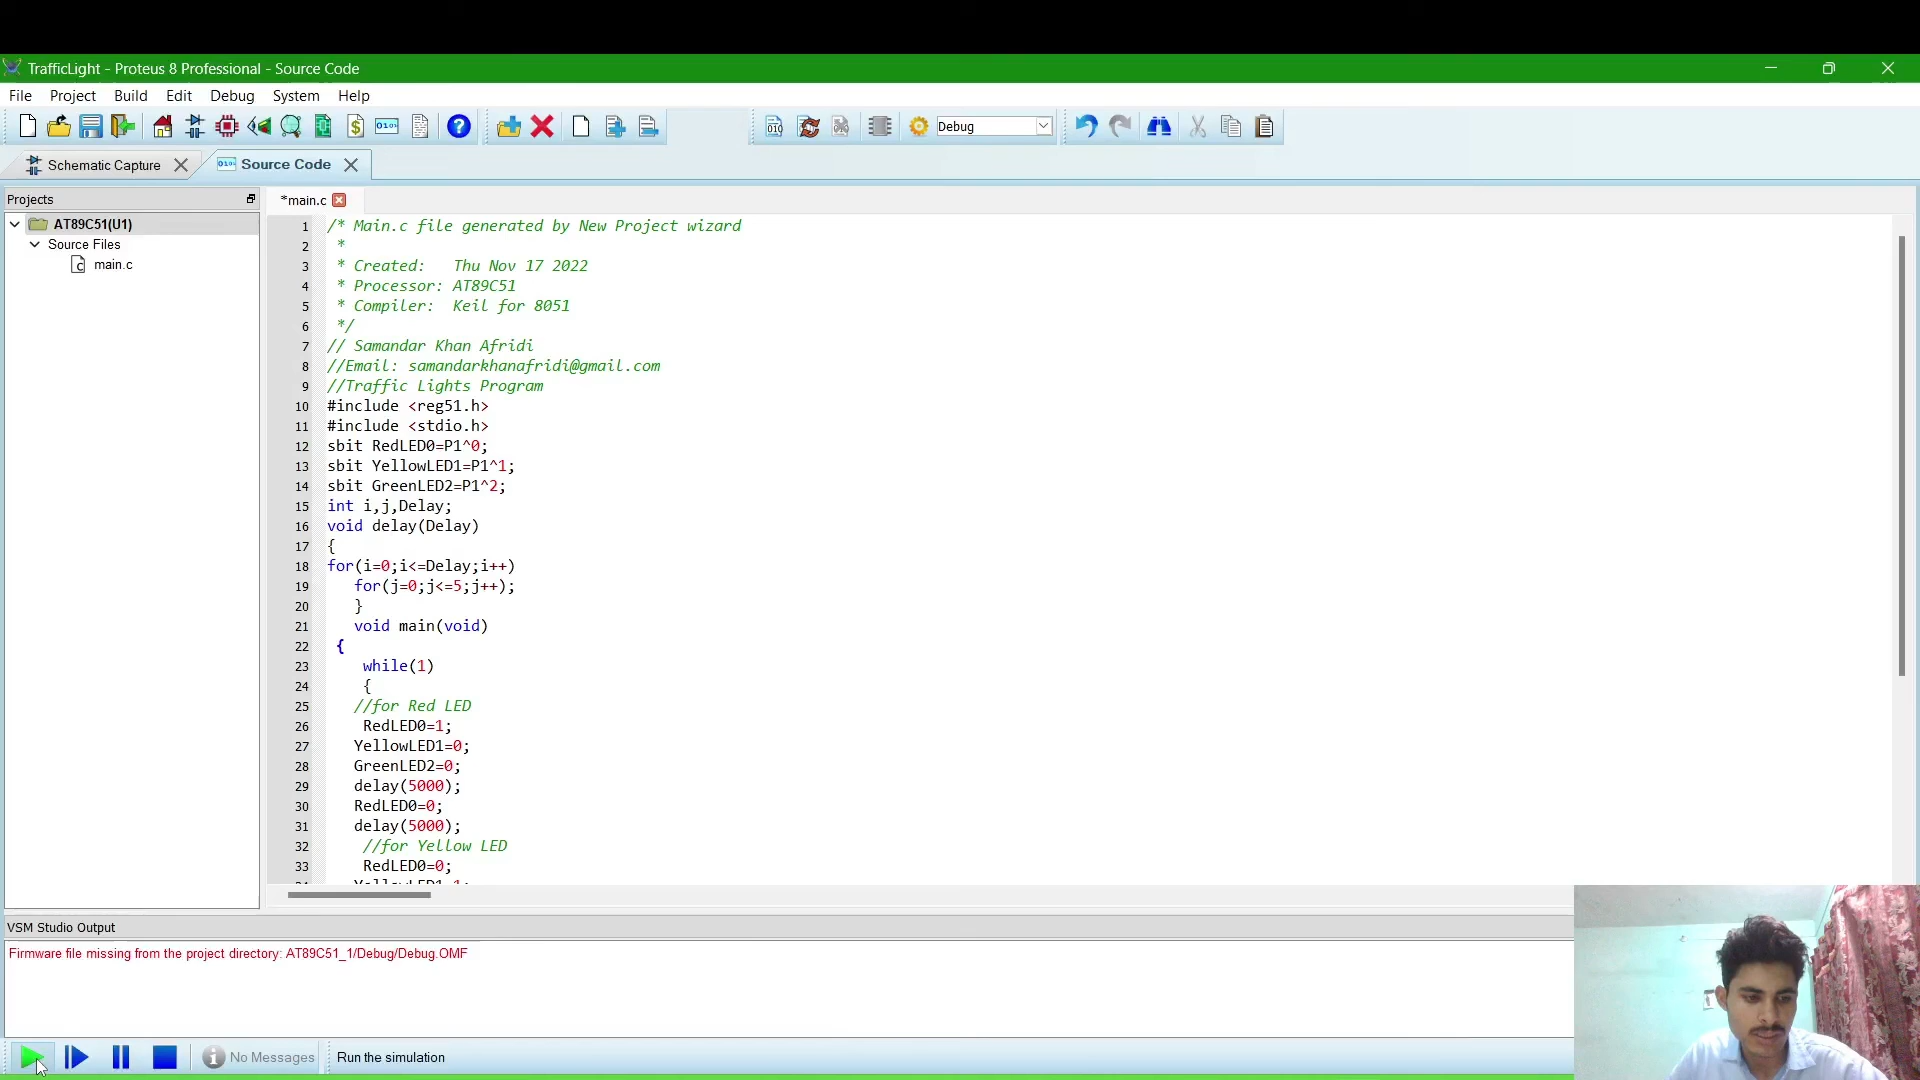 TrafficLight - Proteus 8 Professional - Source Code
File Project Build Edit Debug System Help
Debug
Schematic Capture
Source Code
Projects
*main.c
AT89C51(U1)
Source Files
main.c
1 /* Main.c file generated by New Project wizard
2 *
3 * Created: Thu Nov 17 2022
4 * Processor: AT89C51
5 * Compiler: Keil for 8051
6 */
7 // Samandar Khan Afridi
8 //Email: samandarkhanafridi@gmail.com
9 //Traffic Lights Program
10 #include <reg51.h>
11 #include <stdio.h>
12 sbit RedLED0=P1^0;
13 sbit YellowLED1=P1^1;
14 sbit GreenLED2=P1^2;
15 int i,j,Delay;
16 void delay(Delay)
17 {
18 for(i=0;i<=Delay;i++)
19 for(j=0;j<=5;j++);
20 }
21 void main(void)
22 {
23 while(1)
24 {
25 //for Red LED
26 RedLED0=1;
27 YellowLED1=0;
28 GreenLED2=0;
29 delay(5000);
30 RedLED0=0;
31 delay(5000);
32 //for Yellow LED
33 RedLED0=0;
VSM Studio Output
Firmware file missing from the project directory: AT89C51_1/Debug/Debug.OMF
No Messages
Run the simulation